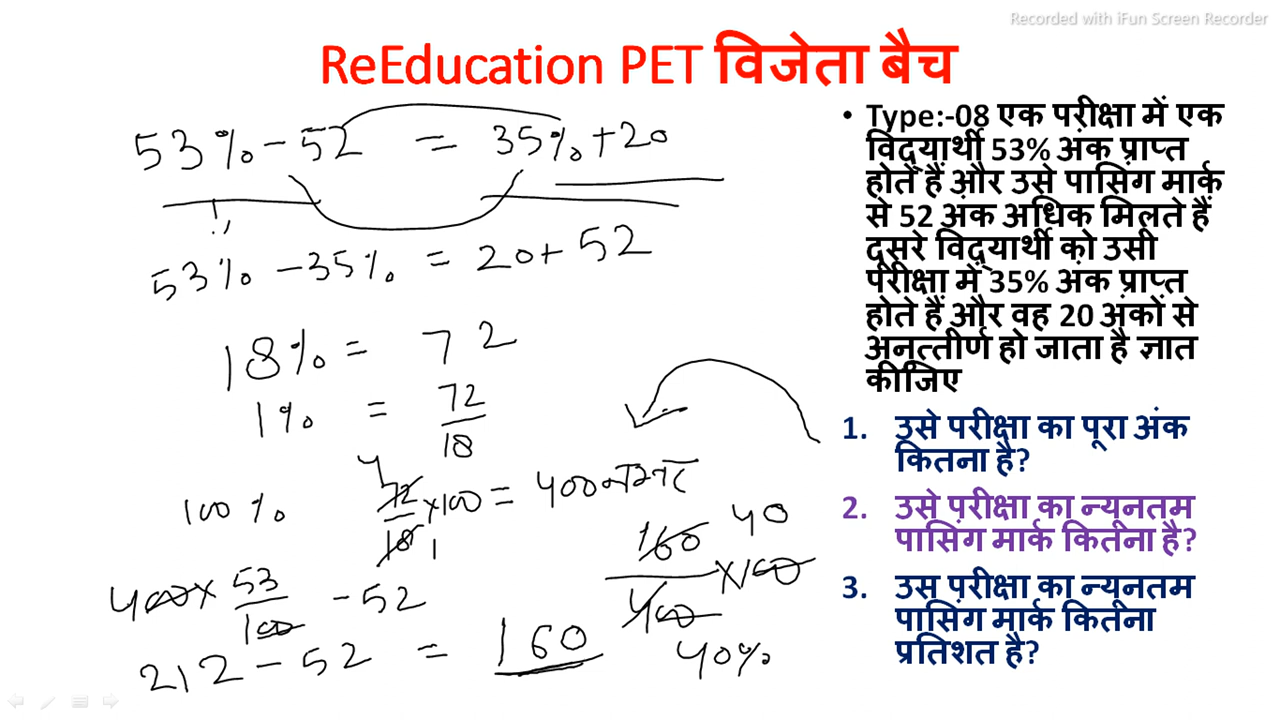 Recorded with iFun Screen Recorder
ReEducation PET विजेता बैच
53% - 52 = 35% + 20
53% - 35% = 20 + 52
18% = 72
1% = 72/18
100% 72/18 × 100 = 400
400 × 53/100 - 52
212 - 52 = 160
160/400 × 100 40
40%
• Type:-08 एक परीक्षा में एक
विद्यार्थी 53% अंक प्राप्त
होते हैं और उसे पासिंग मार्क
से 52 अंक अधिक मिलते हैं
दूसरे विद्यार्थी को उसी
परीक्षा में 35% अंक प्राप्त
होते हैं और वह 20 अंकों से
अनुत्तीर्ण हो जाता है ज्ञात
कीजिए
1. उसे परीक्षा का पूरा अंक
कितना है?
2. उसे परीक्षा का न्यूनतम
पासिंग मार्क कितना है?
3. उस परीक्षा का न्यूनतम
पासिंग मार्क कितना
प्रतिशत है?